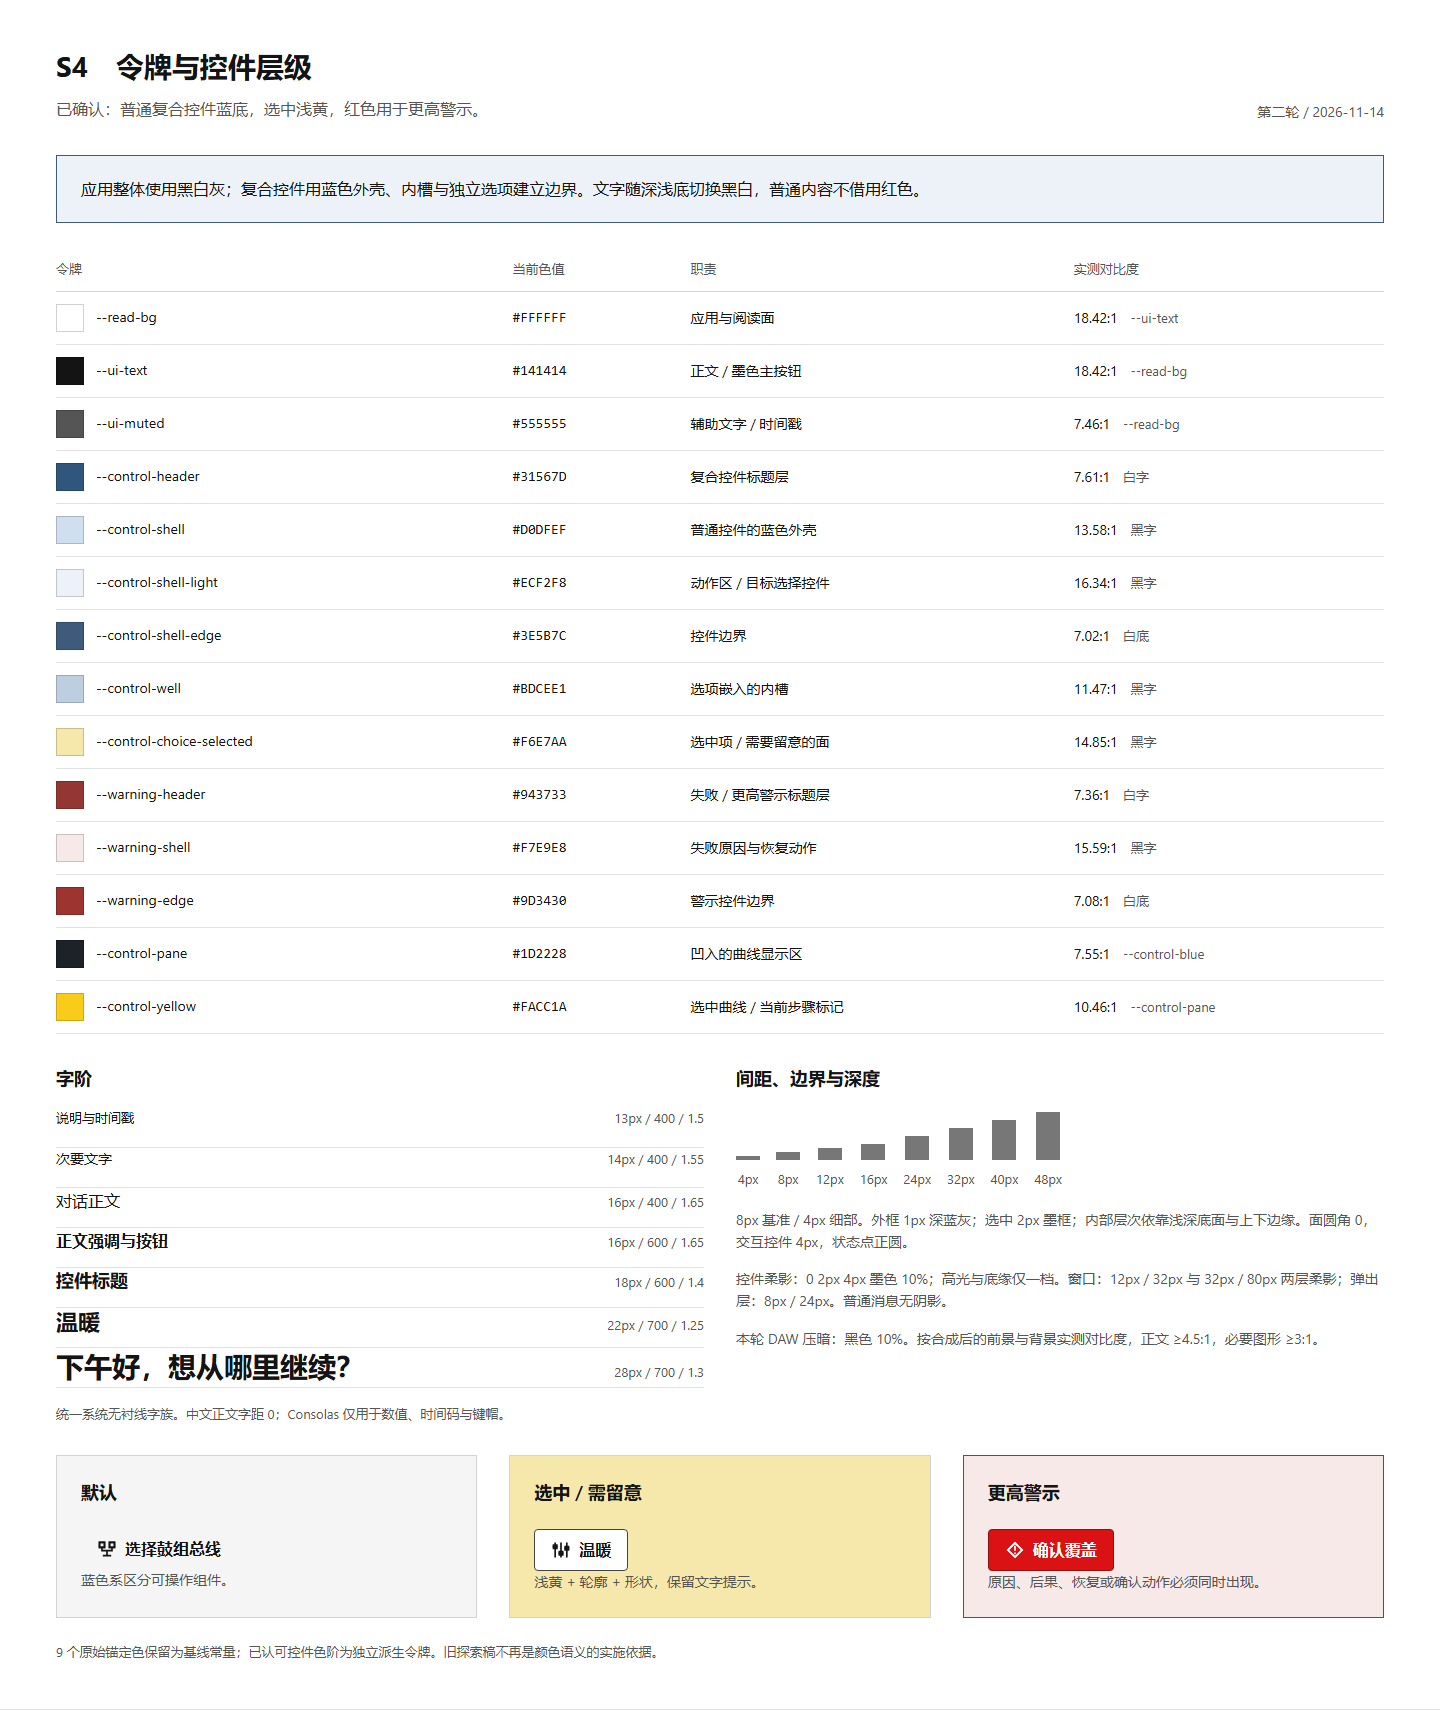 S4 令牌与控件层级
已确认：普通复合控件蓝底，选中浅黄，红色用于更高警示。
第二轮 / 2026-11-14
应用整体使用黑白灰；复合控件用蓝色外壳、内槽与独立选项建立边界。文字随深浅底切换黑白，普通内容不借用红色。
令牌 当前色值 职责 实测对比度
--read-bg #FFFFFF 应用与阅读面 18.42:1 --ui-text
--ui-text #141414 正文 / 墨色主按钮 18.42:1 --read-bg
--ui-muted #555555 辅助文字 / 时间戳 7.46:1 --read-bg
--control-header #31567D 复合控件标题层 7.61:1 白字
--control-shell #D0DFEF 普通控件的蓝色外壳 13.58:1 黑字
--control-shell-light #ECF2F8 动作区 / 目标选择控件 16.34:1 黑字
--control-shell-edge #3E5B7C 控件边界 7.02:1 白底
--control-well #BDCEE1 选项嵌入的内槽 11.47:1 黑字
--control-choice-selected #F6E7AA 选中项 / 需要留意的面 14.85:1 黑字
--warning-header #943733 失败 / 更高警示标题层 7.36:1 白字
--warning-shell #F7E9E8 失败原因与恢复动作 15.59:1 黑字
--warning-edge #9D3430 警示控件边界 7.08:1 白底
--control-pane #1D2228 凹入的曲线显示区 7.55:1 --control-blue
--control-yellow #FACC1A 选中曲线 / 当前步骤标记 10.46:1 --control-pane
字阶
说明与时间戳 13px / 400 / 1.5
次要文字 14px / 400 / 1.55
对话正文 16px / 400 / 1.65
正文强调与按钮 16px / 600 / 1.65
控件标题 18px / 600 / 1.4
温暖 22px / 700 / 1.25
下午好，想从哪里继续？ 28px / 700 / 1.3
统一系统无衬线字族。中文正文字距 0；Consolas 仅用于数值、时间码与键帽。
间距、边界与深度
4px 8px 12px 16px 24px 32px 40px 48px
8px 基准 / 4px 细部。外框 1px 深蓝灰；选中 2px 墨框；内部层次依靠浅深底面与上下边缘。面圆角 0，
交互控件 4px，状态点正圆。
控件柔影：0 2px 4px 墨色 10%；高光与底缘仅一档。窗口：12px / 32px 与 32px / 80px 两层柔影；弹出
层：8px / 24px。普通消息无阴影。
本轮 DAW 压暗：黑色 10%。按合成后的前景与背景实测对比度，正文 ≥4.5:1，必要图形 ≥3:1。
默认
选择鼓组总线
蓝色系区分可操作组件。
选中 / 需留意
温暖
浅黄 + 轮廓 + 形状，保留文字提示。
更高警示
确认覆盖
原因、后果、恢复或确认动作必须同时出现。
9 个原始锚定色保留为基线常量；已认可控件色阶为独立派生令牌。旧探索稿不再是颜色语义的实施依据。